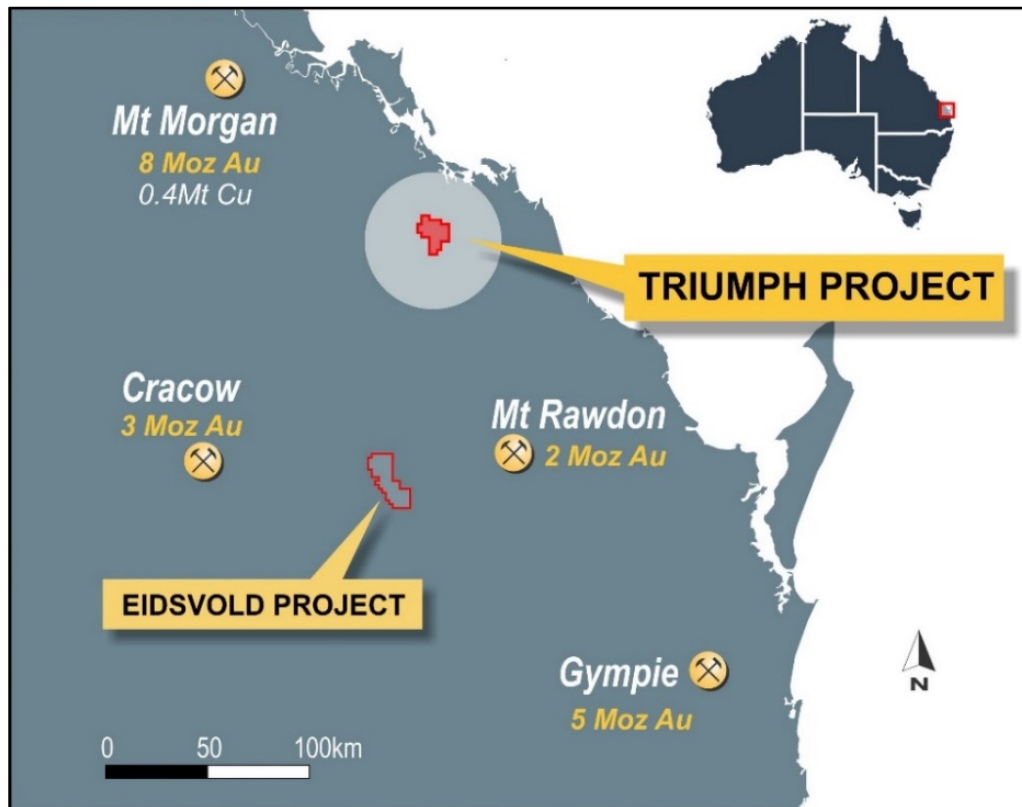 Mt Morgan
8 Moz Au
0.4Mt Cu
TRIUMPH PROJECT
Cracow
3 Moz Au
Mt Rawdon
2 Moz Au
EIDSVOLD PROJECT
Gympie
5 Moz Au
N
0 50 100km